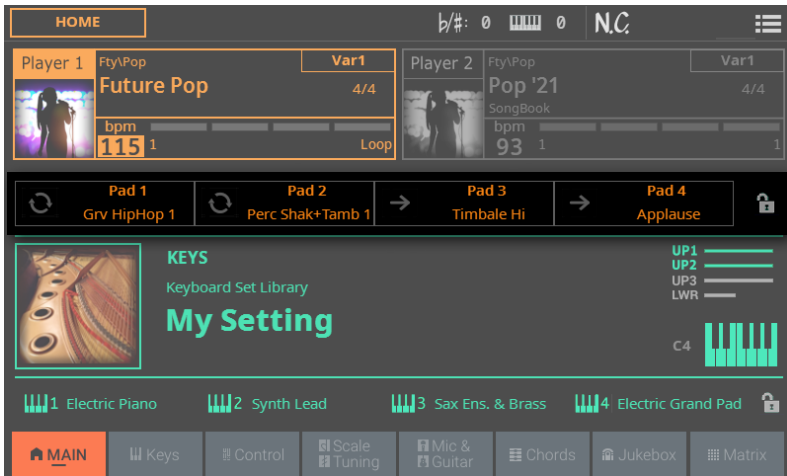 HOME
b/#: 0 0 N.C.
Player 1 Fty\Pop Var1
Future Pop 4/4
bpm
115 1 Loop
Player 2 Fty\Pop Var1
Pop '21 4/4
SongBook
bpm
93 1 1
Pad 1
Grv HipHop 1
Pad 2
Perc Shak+Tamb 1
Pad 3
Timbale Hi
Pad 4
Applause
KEYS
Keyboard Set Library
My Setting
UP1
UP2
UP3
LWR
C4
1 Electric Piano
2 Synth Lead
3 Sax Ens. & Brass
4 Electric Grand Pad
MAIN
Keys
Control
Scale
Tuning
Mic &
Guitar
Chords
Jukebox
Matrix